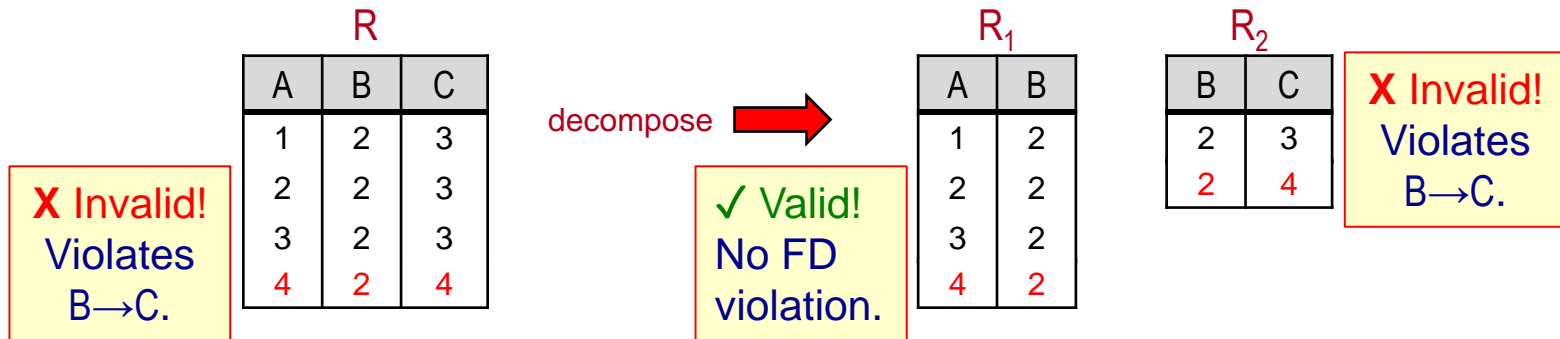 R
A B C
1 2 3
2 2 3
3 2 3
4 2 4
X Invalid!
Violates
B→C.
decompose
R₁
A B
1 2
2 2
3 2
4 2
✓ Valid!
No FD
violation.
R₂
B C
2 3
2 4
X Invalid!
Violates
B→C.